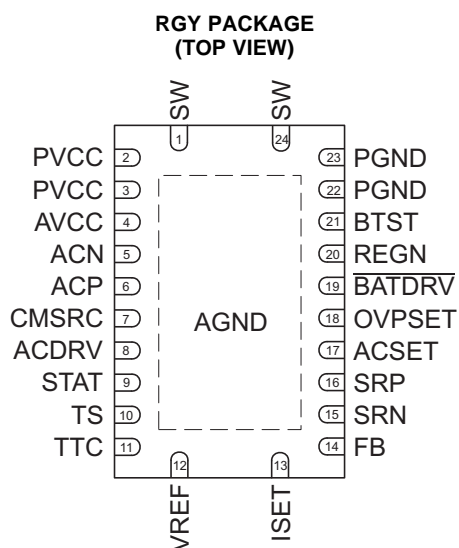 RGY PACKAGE
(TOP VIEW)
SW
SW
1
24
PVCC 2
23 PGND
PVCC 3
22 PGND
AVCC 4
21 BTST
ACN 5
20 REGN
ACP 6
19 BATDRV
CMSRC 7
18 OVPSET
AGND
ACDRV 8
17 ACSET
STAT 9
16 SRP
TS 10
15 SRN
TTC 11
14 FB
12
13
VREF
ISET